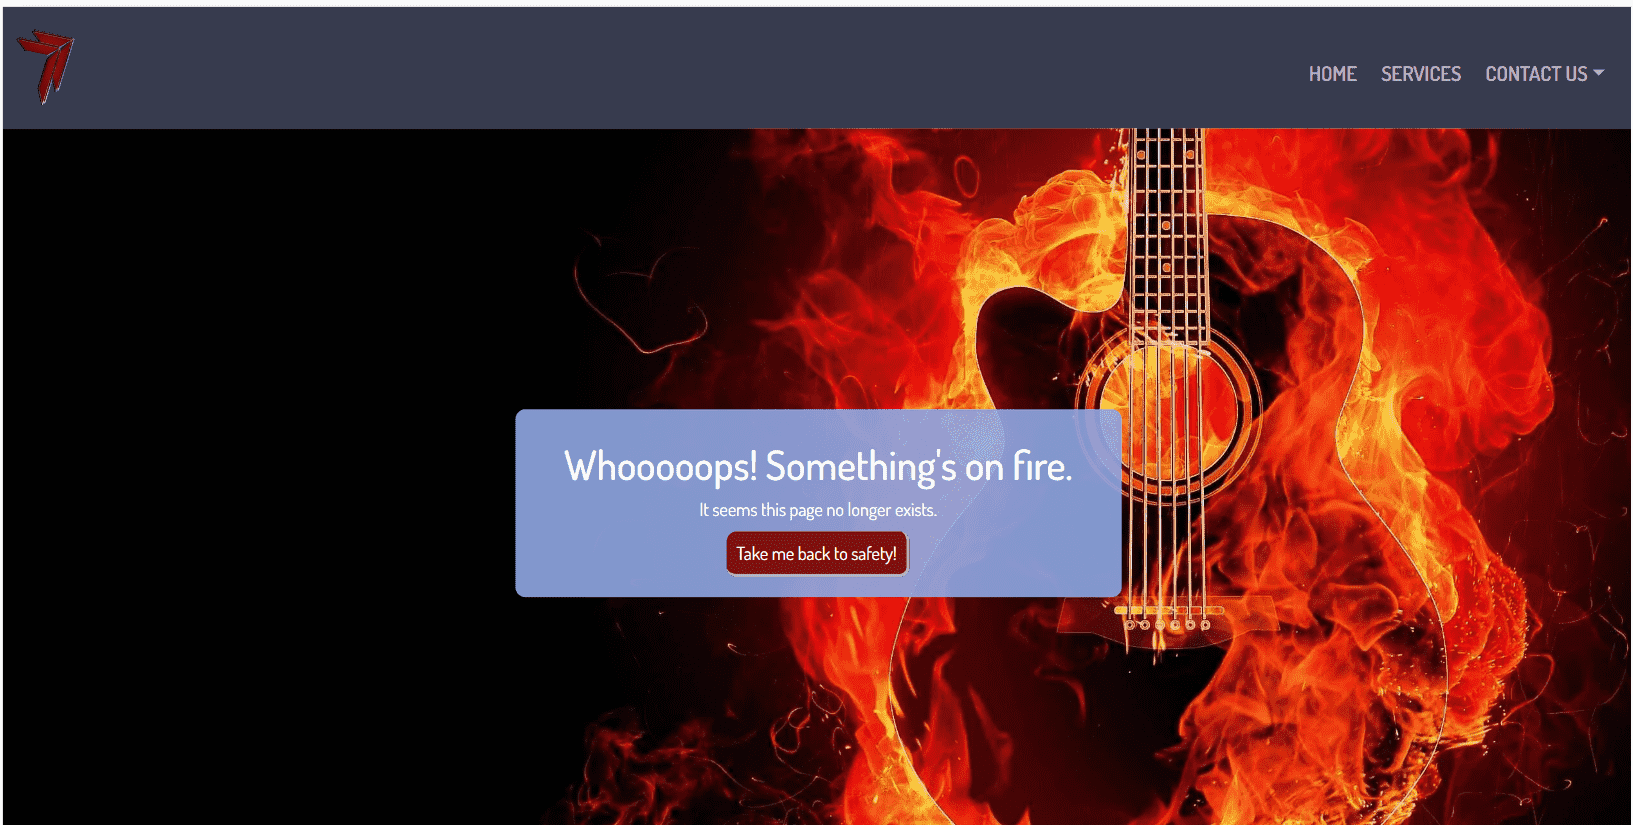 HOME SERVICES CONTACT US
Whooooops! Something's on fire.
It seems this page no longer exists.
Take me back to safety!